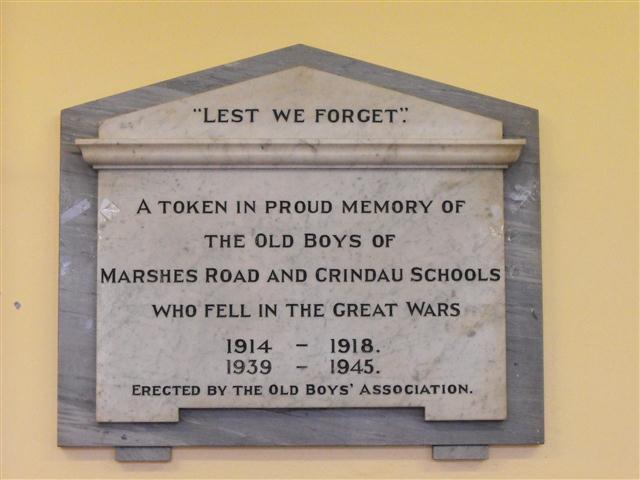 "LEST WE FORGET".
A TOKEN IN PROUD MEMORY OF
THE OLD BOYS OF
MARSHES ROAD AND CRINDAU SCHOOLS
WHO FELL IN THE GREAT WARS
1914 – 1918.
1939 – 1945.
ERECTED BY THE OLD BOYS' ASSOCIATION.